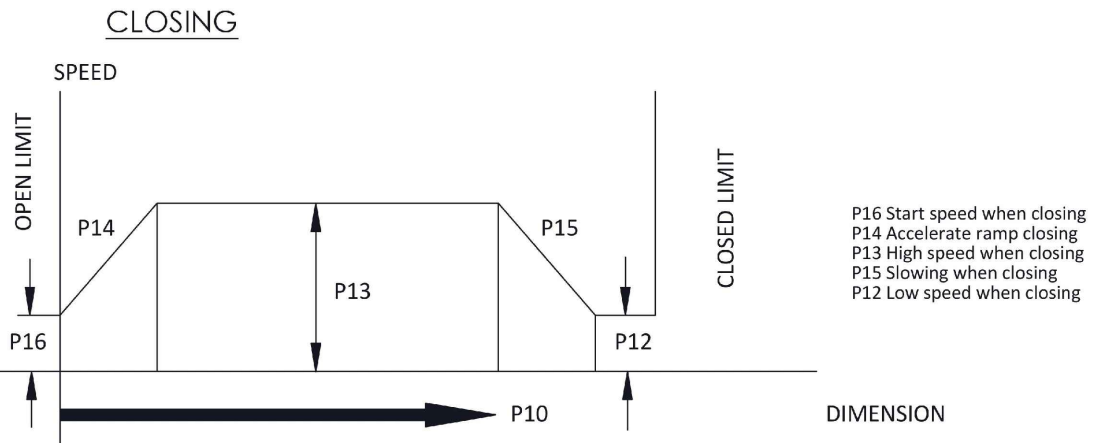 CLOSING
SPEED
OPEN LIMIT
P14
P15
CLOSED LIMIT
P16 Start speed when closing
P14 Accelerate ramp closing
P13 High speed when closing
P15 Slowing when closing
P12 Low speed when closing
P13
P16
P12
P10
DIMENSION